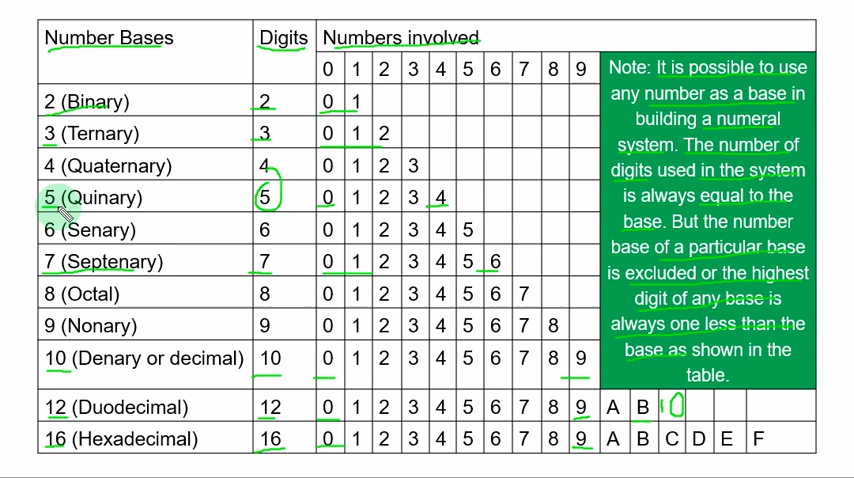 Number Bases Digits Numbers involved
0 1 2 3 4 5 6 7 8 9
2 (Binary) 2 0 1
3 (Ternary) 3 0 1 2
4 (Quaternary) 4 0 1 2 3
5 (Quinary) 5 0 1 2 3 4
6 (Senary) 6 0 1 2 3 4 5
7 (Septenary) 7 0 1 2 3 4 5 6
8 (Octal) 8 0 1 2 3 4 5 6 7
9 (Nonary) 9 0 1 2 3 4 5 6 7 8
10 (Denary or decimal) 10 0 1 2 3 4 5 6 7 8 9
Note: It is possible to use
any number as a base in
building a numeral
system. The number of
digits used in the system
is always equal to the
base. But the number
base of a particular base
is excluded or the highest
digit of any base is
always one less than the
base as shown in the
table.
12 (Duodecimal) 12 0 1 2 3 4 5 6 7 8 9 A B 10
16 (Hexadecimal) 16 0 1 2 3 4 5 6 7 8 9 A B C D E F